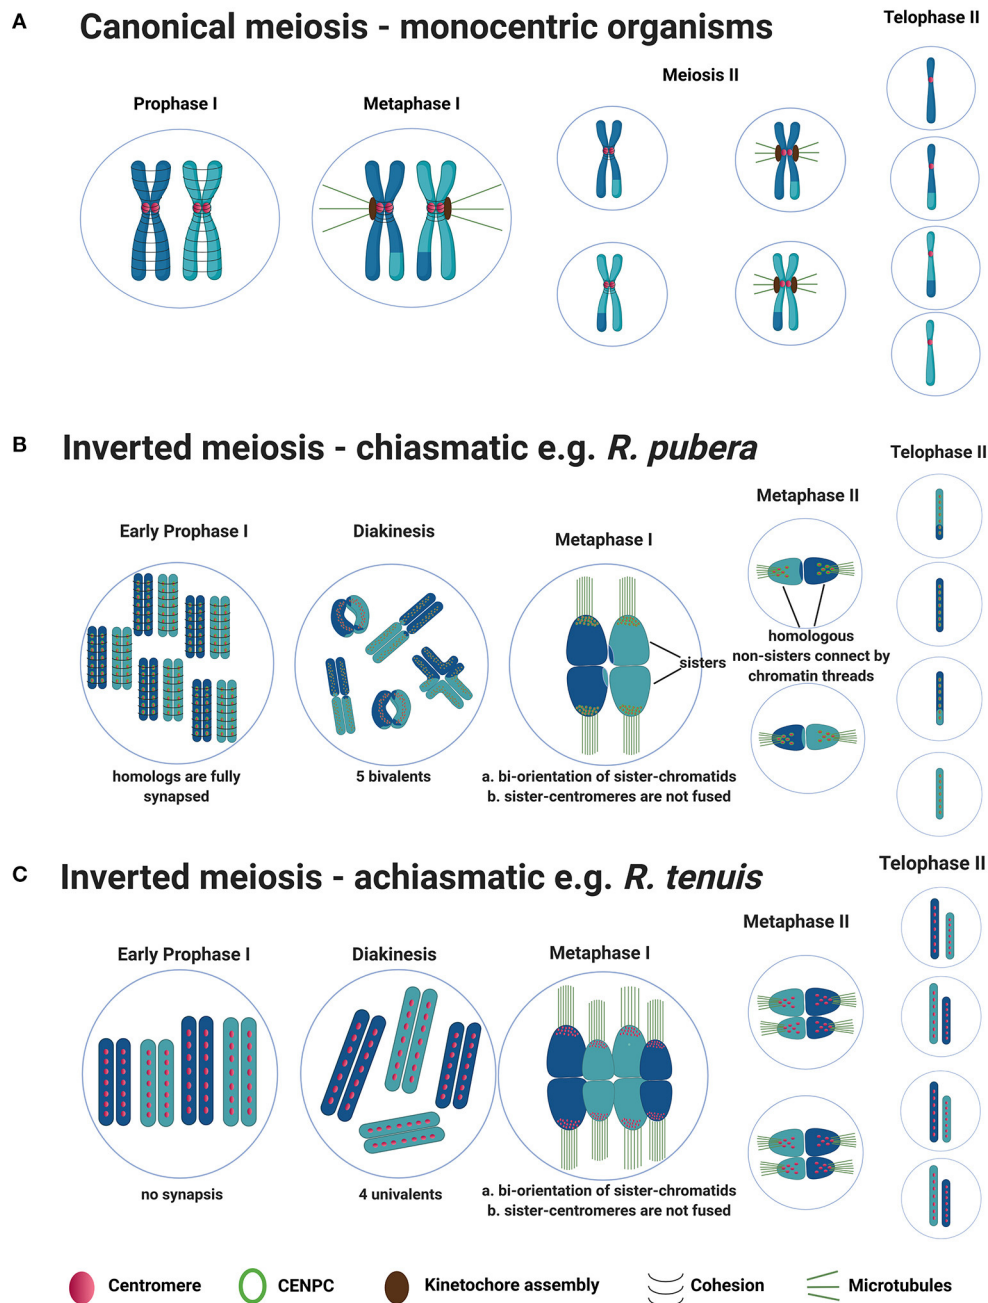 A
Canonical meiosis - monocentric organisms
Telophase II
Meiosis II
Prophase I
Metaphase I
B
Inverted meiosis - chiasmatic e.g. R. pubera
Telophase II
Metaphase II
Early Prophase I
Diakinesis
Metaphase I
sisters
homologous
non-sisters connect by
chromatin threads
homologs are fully
synapsed
5 bivalents
a. bi-orientation of sister-chromatids
b. sister-centromeres are not fused
C
Inverted meiosis - achiasmatic e.g. R. tenuis
Telophase II
Metaphase II
Early Prophase I
Diakinesis
Metaphase I
no synapsis
4 univalents
a. bi-orientation of sister-chromatids
b. sister-centromeres are not fused
Centromere
CENPC
Kinetochore assembly
Cohesion
Microtubules